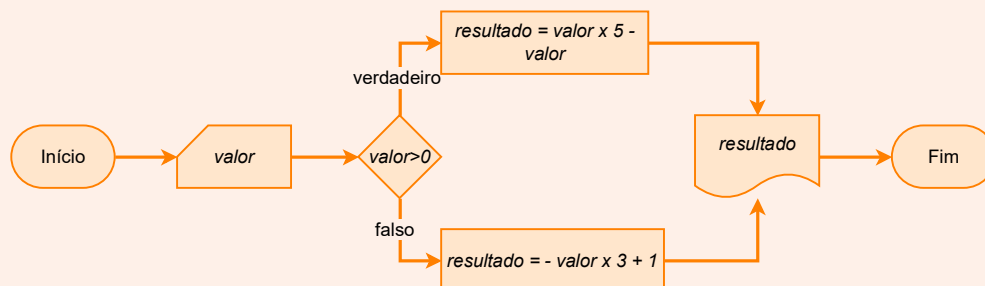 resultado = valor x 5 -
valor
verdadeiro
Início
valor
valor>0
resultado
Fim
falso
resultado = - valor x 3 + 1